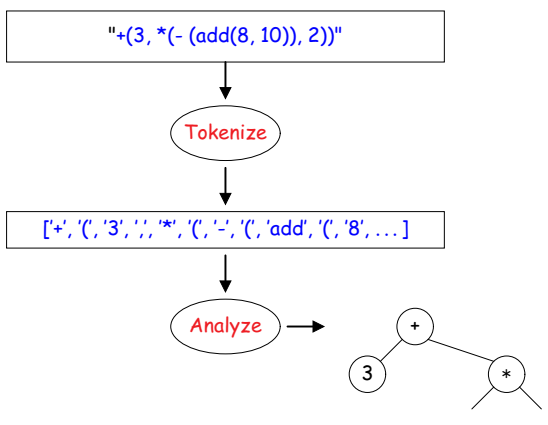 "+(3, *(- (add(8, 10)), 2))"
Tokenize
['+', '(', '3', ',', '*', '(', '-', '(', 'add', '(', '8', . . . ]
Analyze
+
3
*